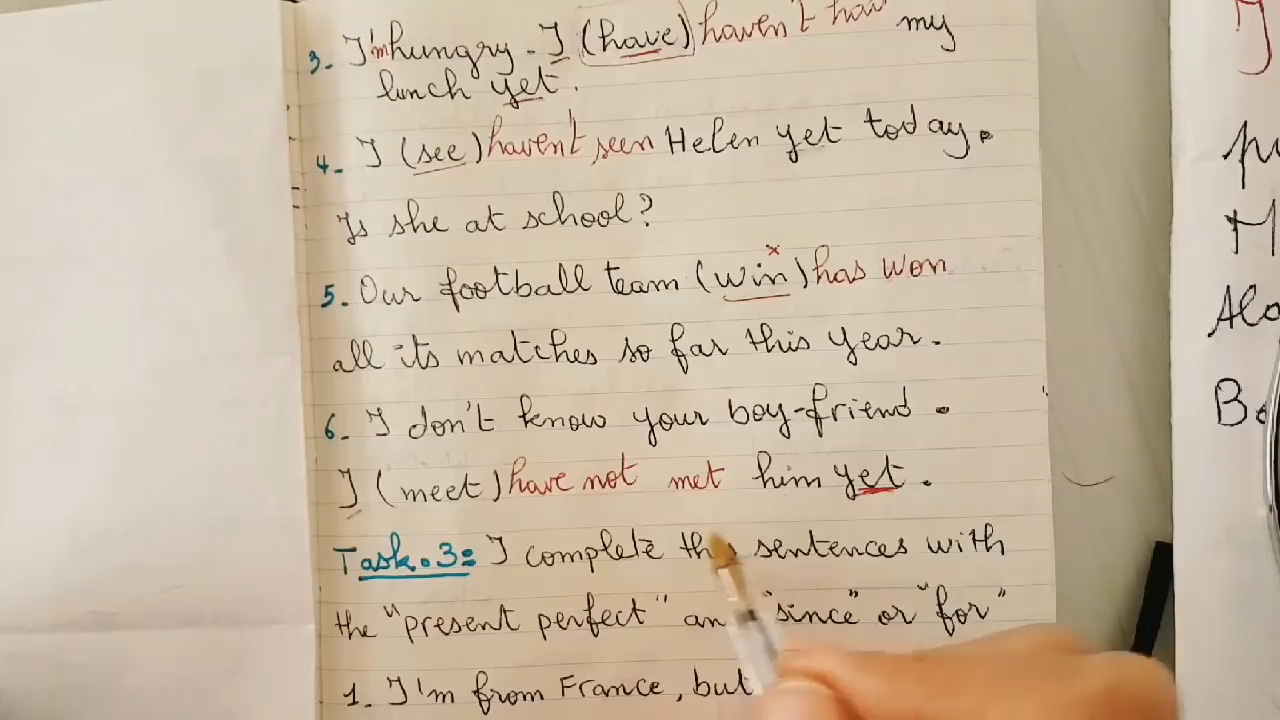 3. I'm hungry. I (have) haven't had my
lunch yet.
4. I (see) haven't seen Helen yet today.
Is she at school?
5. Our football team (win) has won
all its matches so far this year.
6. I don't know your boy-friend.
I (meet) have not met him yet.
Task.3: I complete the sentences with
the "present perfect" an "since" or "for"
1. I'm from France, but